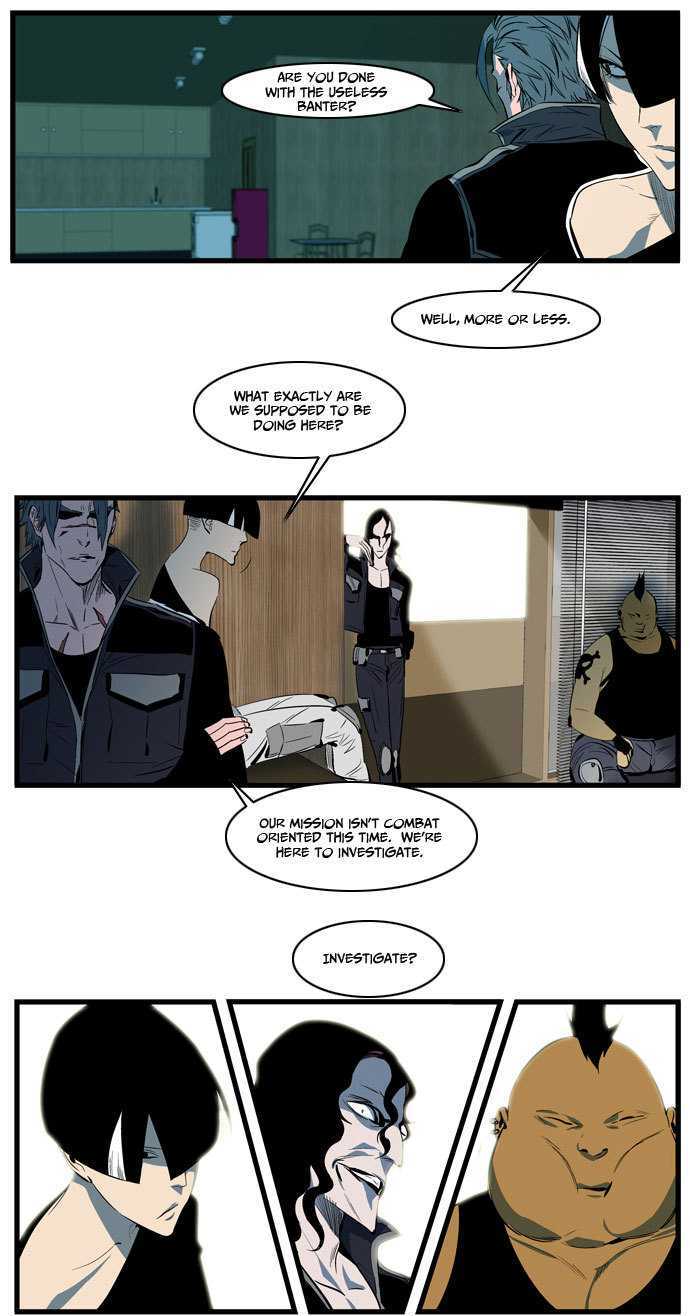 ARE YOU DONE
WITH THE USELESS
BANTER?
WELL, MORE OR LESS.
WHAT EXACTLY ARE
WE SUPPOSED TO BE
DOING HERE?
OUR MISSION ISN'T COMBAT
ORIENTED THIS TIME. WE'RE
HERE TO INVESTIGATE.
INVESTIGATE?